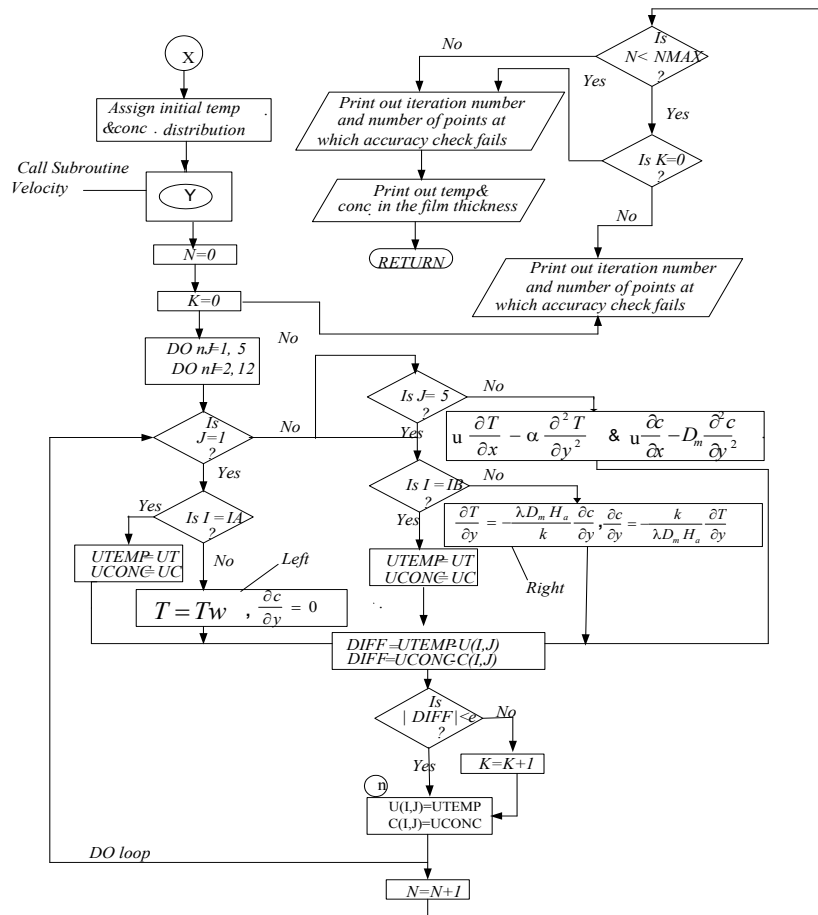 X
Assign initial temp
&conc . distribution
Call Subroutine
Velocity
Y
N=0
K=0
DO nJ=1, 5
DO nI=2, 12
No
Is
J=1
?
No
Yes
Is I = IA
?
Yes
No
UTEMP=UT
UCONC=UC
Left
T = Tw , ∂c/∂y = 0
Is
N< NMAX
?
No
Yes
Yes
Print out iteration number
and number of points at
which accuracy check fails
Is K=0
?
No
Print out temp&
conc in the film thickness
RETURN
Print out iteration number
and number of points at
which accuracy check fails
Is J= 5
?
No
Yes
u ∂T/∂x − α ∂²T/∂y² & u ∂c/∂x − Dₘ ∂²c/∂y²
Is I = IB
?
No
Yes
∂T/∂y = − λDₘHₐ/k ∂c/∂y , ∂c/∂y = − k/λDₘHₐ ∂T/∂y
UTEMP=UT
UCONC=UC
Right
DIFF=UTEMP-U(I,J)
DIFF=UCONC-C(I,J)
Is
| DIFF|<e
?
No
Yes
K=K+1
n
U(I,J)=UTEMP
C(I,J)=UCONC
DO loop
N=N+1